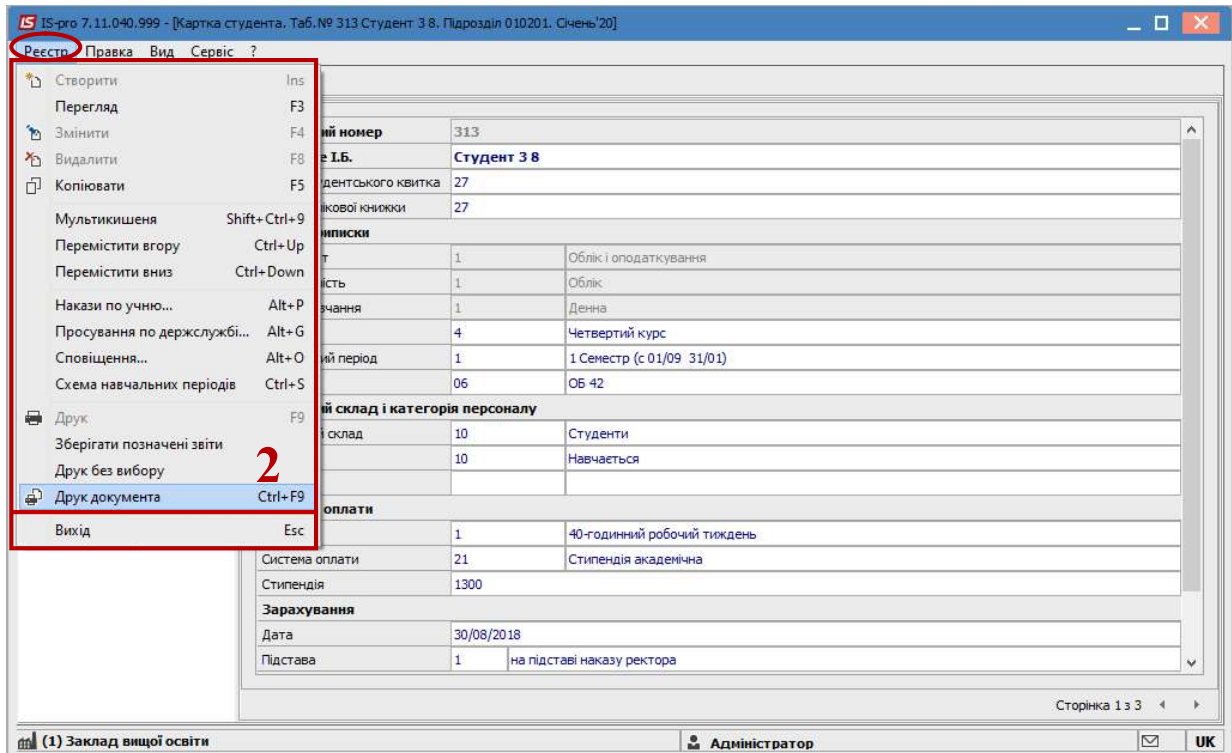 IS-pro 7.11.040.999 - [Картка студента. Таб.№ 313 Студент З 8. Підрозділ 010201. Січень'20]
Реєстр Правка Вид Сервіс ?
Створити Ins
Перегляд F3
Змінити F4 ий номер 313
Видалити F8 е І.Б. Студент З 8
Копіювати F5 дентського квитка 27
ікової книжки 27
Мультикишеня Shift+Ctrl+9 риписки
Перемістити вгору Ctrl+Up т 1 Облік і оподаткування
Перемістити вниз Ctrl+Down ість 1 Облік
Накази по учню... Alt+P вчання 1 Денна
Просування по держслужбі... Alt+G 4 Четвертий курс
Сповіщення... Alt+O ий період 1 1 Семестр (с 01/09 31/01)
Схема навчальних періодів Ctrl+S 06 ОБ 42
Друк F9 ий склад і категорія персоналу
Зберігати позначені звіти й склад 10 Студенти
Друк без вибору 2 10 Навчається
Друк документа Ctrl+F9
оплати
Вихід Esc 1 40-годинний робочий тиждень
Система оплати 21 Стипендія академічна
Стипендія 1300
Зарахування
Дата 30/08/2018
Підстава 1 на підставі наказу ректора
Сторінка 1 з 3
(1) Заклад вищої освіти Адміністратор UK